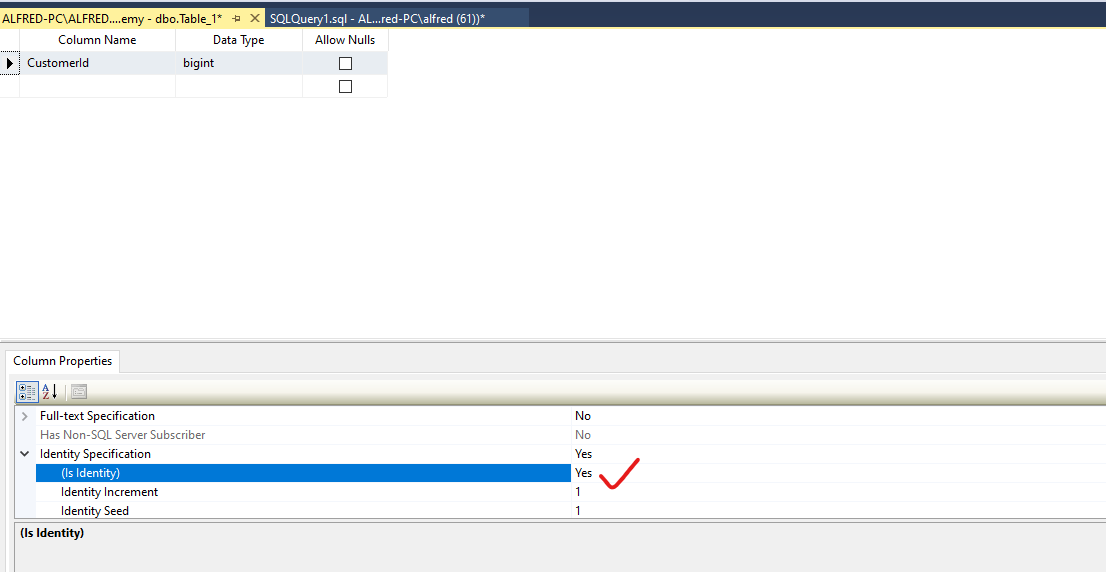 ALFRED-PC\ALFRED....emy - dbo.Table_1*
SQLQuery1.sql - AL...red-PC\alfred (61))*
Column Name Data Type Allow Nulls
CustomerId bigint
Column Properties
Full-text Specification No
Has Non-SQL Server Subscriber No
Identity Specification Yes
(Is Identity) Yes
Identity Increment 1
Identity Seed 1
(Is Identity)